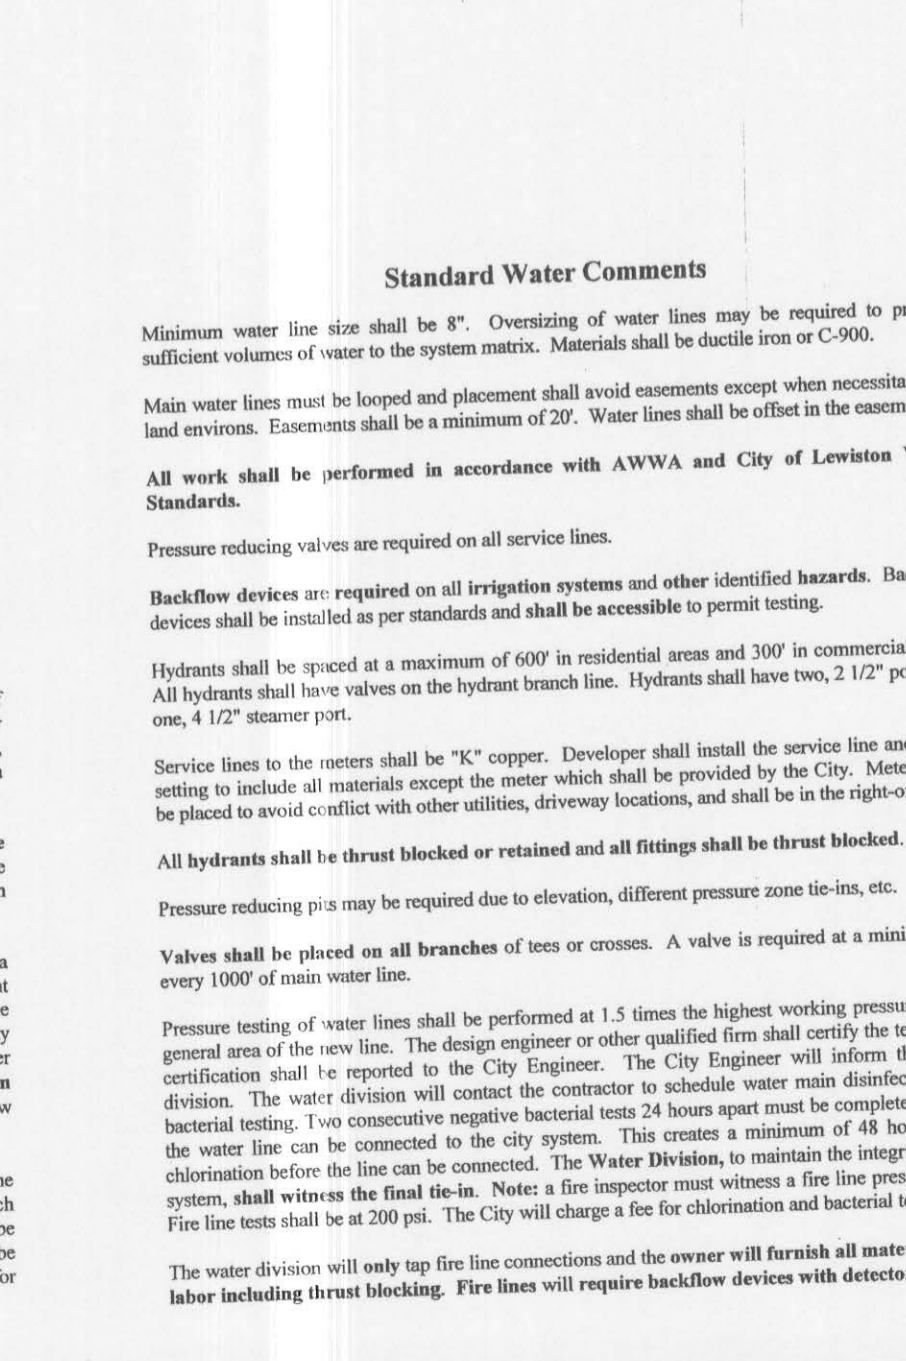 Standard Water Comments
Minimum water line size shall be 8". Oversizing of water lines may be required to
sufficient volumes of water to the system matrix. Materials shall be ductile iron or C-900.
Main water lines must be looped and placement shall avoid easements except when
land environs. Easements shall be a minimum of 20'. Water lines shall be offset in the
All work shall be performed in accordance with AWWA and City of Lewiston
Standards.
Pressure reducing valves are required on all service lines.
Backflow devices are required on all irrigation systems and other identified hazards.
devices shall be installed as per standards and shall be accessible to permit testing.
Hydrants shall be spaced at a maximum of 600' in residential areas and 300' in
All hydrants shall have valves on the hydrant branch line. Hydrants shall have two, 2 1/2"
one, 4 1/2" steamer port.
Service lines to the meters shall be "K" copper. Developer shall install the service line
setting to include all materials except the meter which shall be provided by the City.
be placed to avoid conflict with other utilities, driveway locations, and shall be in the
All hydrants shall be thrust blocked or retained and all fittings shall be thrust blocked.
Pressure reducing pits may be required due to elevation, different pressure zone tie-ins, etc.
Valves shall be placed on all branches of tees or crosses. A valve is required at a
every 1000' of main water line.
Pressure testing of water lines shall be performed at 1.5 times the highest working
general area of the new line. The design engineer or other qualified firm shall certify the
certification shall be reported to the City Engineer. The City Engineer will inform
division. The water division will contact the contractor to schedule water main
bacterial testing. Two consecutive negative bacterial tests 24 hours apart must be
the water line can be connected to the city system. This creates a minimum of 48
chlorination before the line can be connected. The Water Division, to maintain the
system, shall witness the final tie-in. Note: a fire inspector must witness a fire line
Fire line tests shall be at 200 psi. The City will charge a fee for chlorination and bacterial
The water division will only tap fire line connections and the owner will furnish all
labor including thrust blocking. Fire lines will require backflow devices with